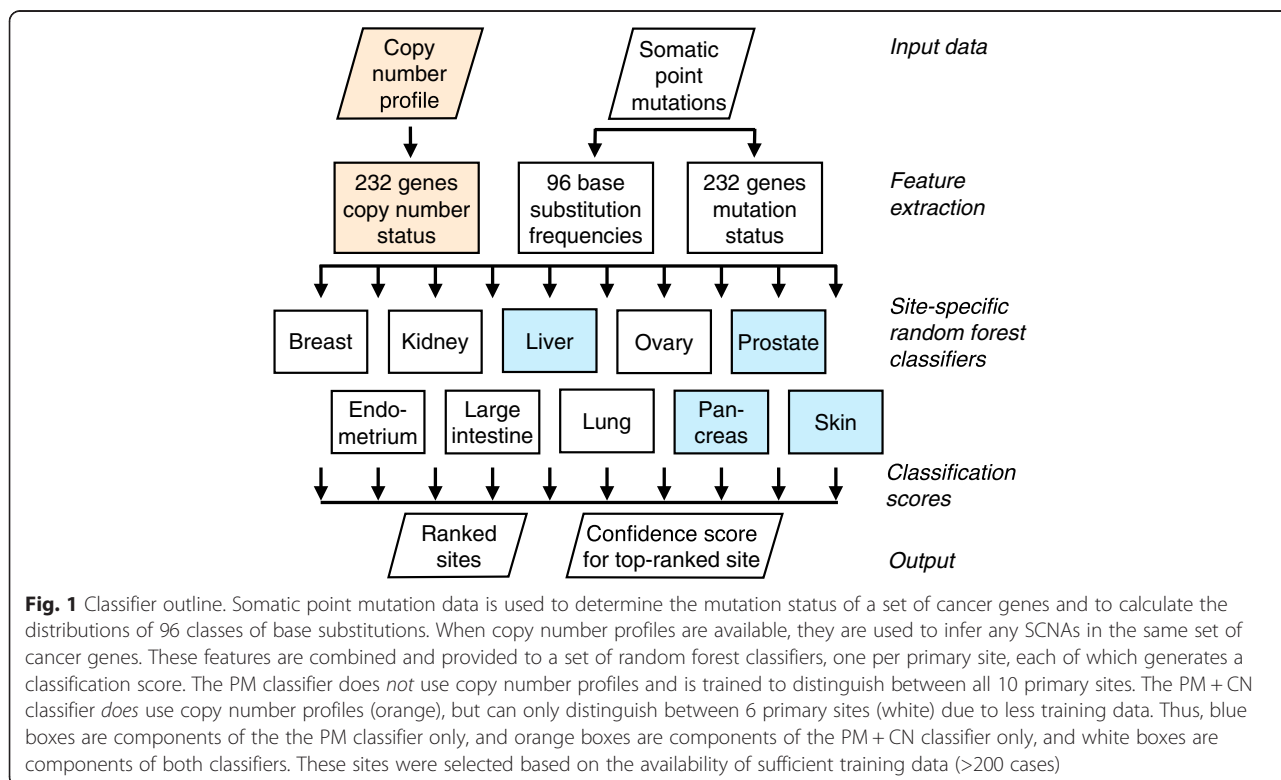 Copy
number
profile
Somatic
point
mutations
Input data
232 genes
copy number
status
96 base
substitution
frequencies
232 genes
mutation
status
Feature
extraction
Breast
Kidney
Liver
Ovary
Prostate
Site-specific
random forest
classifiers
Endo-
metrium
Large
intestine
Lung
Pan-
creas
Skin
Classification
scores
Ranked
sites
Confidence score
for top-ranked site
Output
Fig. 1 Classifier outline. Somatic point mutation data is used to determine the mutation status of a set of cancer genes and to calculate the
distributions of 96 classes of base substitutions. When copy number profiles are available, they are used to infer any SCNAs in the same set of
cancer genes. These features are combined and provided to a set of random forest classifiers, one per primary site, each of which generates a
classification score. The PM classifier does not use copy number profiles and is trained to distinguish between all 10 primary sites. The PM + CN
classifier does use copy number profiles (orange), but can only distinguish between 6 primary sites (white) due to less training data. Thus, blue
boxes are components of the the PM classifier only, and orange boxes are components of the PM + CN classifier only, and white boxes are
components of both classifiers. These sites were selected based on the availability of sufficient training data (>200 cases)